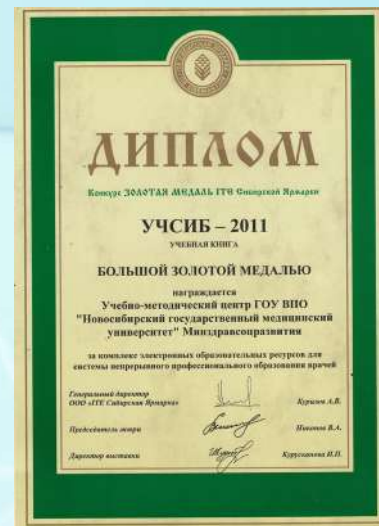 ДИПЛОМ
Конкурс ЗОЛОТАЯ МЕДАЛЬ ITE Сибирской Ярмарки
УЧСИБ – 2011
УЧЕБНАЯ КНИГА
БОЛЬШОЙ ЗОЛОТОЙ МЕДАЛЬЮ
награждается
Учебно-методический центр ГОУ ВПО
"Новосибирский государственный медицинский
университет" Минздравсоцразвития
за комплекс электронных образовательных ресурсов для
системы непрерывного профессионального образования врачей
Генеральный директор
ООО «ITE Сибирская Ярмарка»
А.В.
Председатель жюри
В.А.
Директор выставки